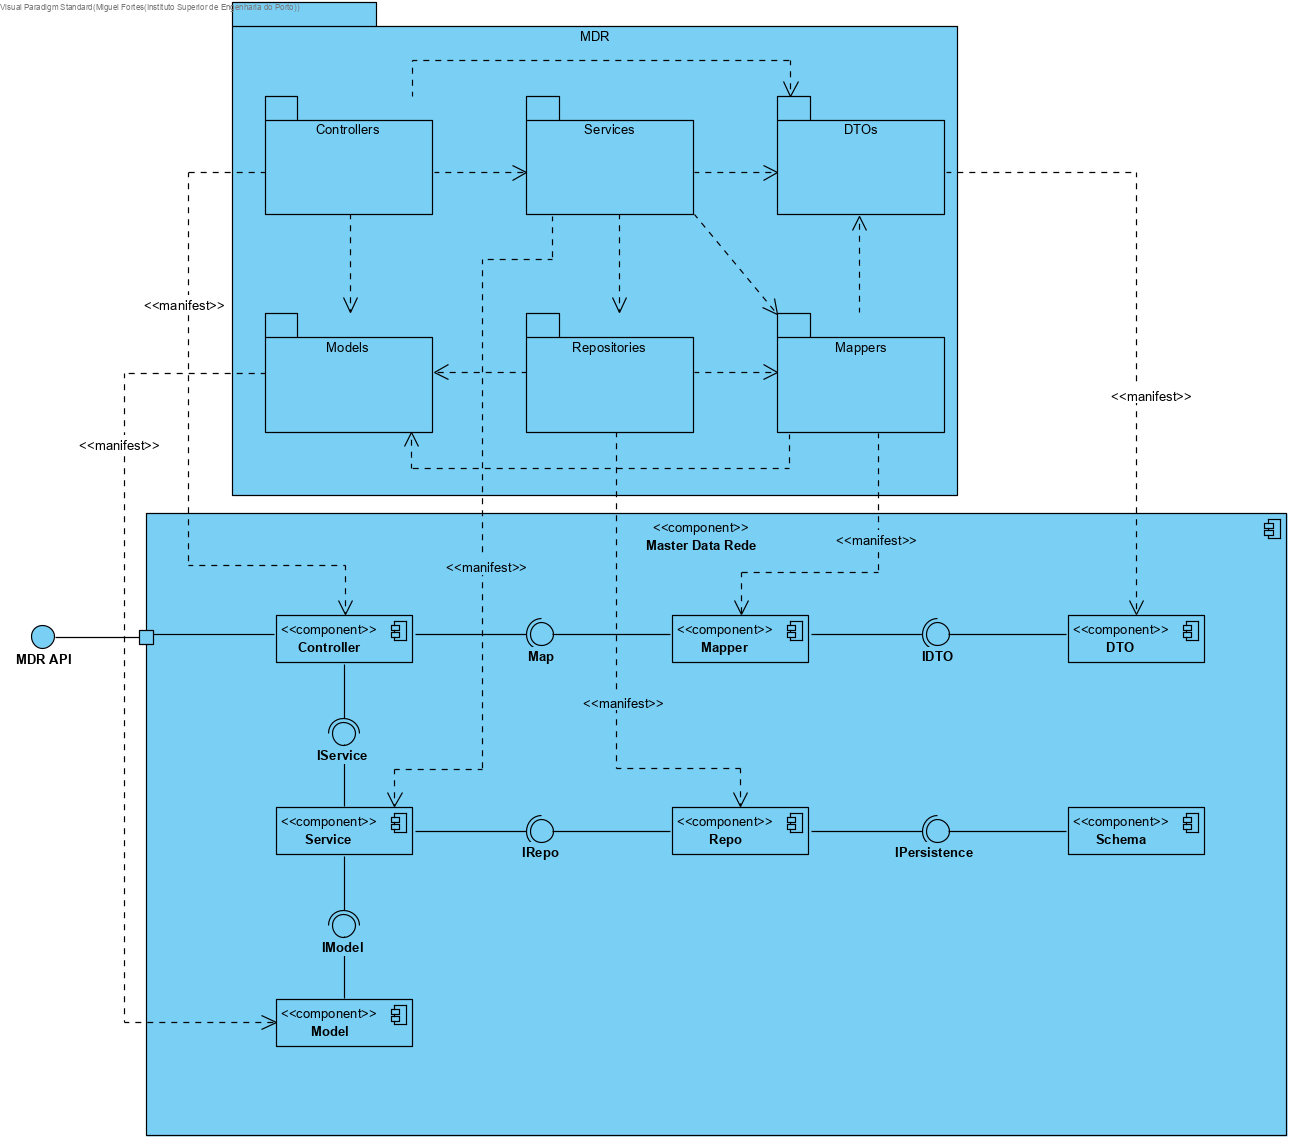 Visual Paradigm Standard(Miguel Fortes(Instituto Superior de Engenharia do Porto))
MDR
Controllers
Services
DTOs
<<manifest>>
Models
Repositories
Mappers
<<manifest>>
<<manifest>>
<<component>>
Master Data Rede
<<manifest>>
<<manifest>>
<<component>>
Controller
Map
<<component>>
Mapper
IDTO
<<component>>
DTO
MDR API
<<manifest>>
IService
<<component>>
Service
IRepo
<<component>>
Repo
IPersistence
<<component>>
Schema
IModel
<<component>>
Model